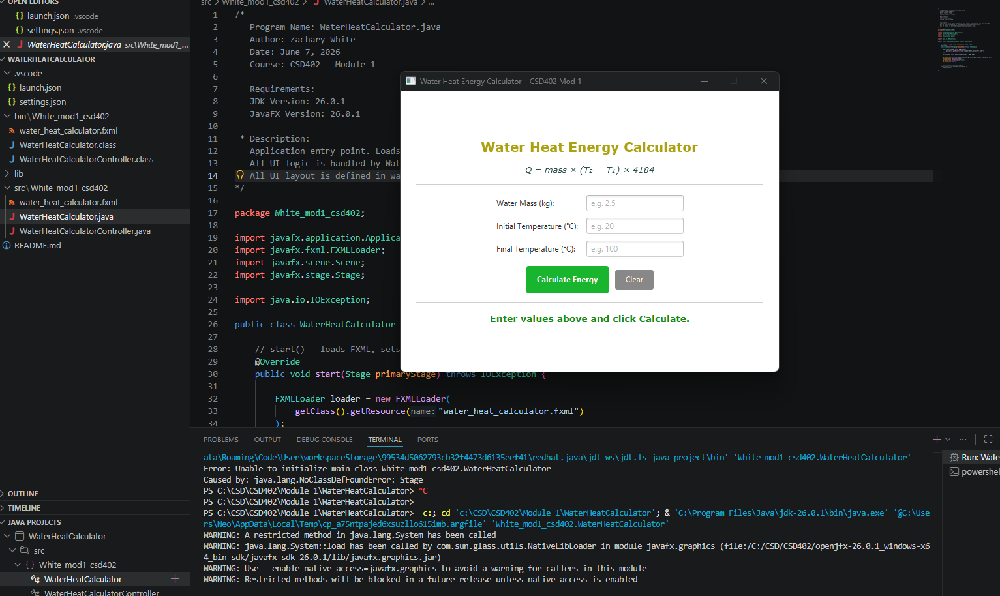 OPEN EDITORS
{} launch.json .vscode
{} settings.json .vscode
WaterHeatCalculator.java src\White_mod1_...
WATERHEATCALCULATOR
.vscode
{} launch.json
{} settings.json
bin\White_mod1_csd402
water_heat_calculator.fxml
J WaterHeatCalculator.class
J WaterHeatCalculatorController.class
lib
src\White_mod1_csd402
water_heat_calculator.fxml
J WaterHeatCalculator.java
J WaterHeatCalculatorController.java
README.md
OUTLINE
TIMELINE
JAVA PROJECTS
WaterHeatCalculator
src
{} White_mod1_csd402
WaterHeatCalculator
WaterHeatCalculatorController
src > White_mod1_csd402 > J WaterHeatCalculator.java > ...
1 /*
2 Program Name: WaterHeatCalculator.java
3 Author: Zachary White
4 Date: June 7, 2026
5 Course: CSD402 - Module 1
6
7 Requirements:
8 JDK Version: 26.0.1
9 JavaFX Version: 26.0.1
10
11 * Description:
12 Application entry point. Loads
13 All UI logic is handled by Wat
14 All UI layout is defined in wa
15 */
16
17 package White_mod1_csd402;
18
19 import javafx.application.Applica
20 import javafx.fxml.FXMLLoader;
21 import javafx.scene.Scene;
22 import javafx.stage.Stage;
23
24 import java.io.IOException;
25
26 public class WaterHeatCalculator
27
28 // start() – loads FXML, sets
29 @Override
30 public void start(Stage primaryStage) throws IOException {
31
32 FXMLLoader loader = new FXMLLoader(
33 getClass().getResource(name: "water_heat_calculator.fxml")
34 );
Water Heat Energy Calculator – CSD402 Mod 1
Water Heat Energy Calculator
Q = mass × (T₂ − T₁) × 4184
Water Mass (kg): e.g. 2.5
Initial Temperature (°C): e.g. 20
Final Temperature (°C): e.g. 100
Calculate Energy Clear
Enter values above and click Calculate.
PROBLEMS OUTPUT DEBUG CONSOLE TERMINAL PORTS
ata\Roaming\Code\User\workspaceStorage\99534d5062793cb32f4473d6135eef41\redhat.java\jdt_ws\jdt.ls-java-project\bin' 'White_mod1_csd402.WaterHeatCalculator'
Error: Unable to initialize main class White_mod1_csd402.WaterHeatCalculator
Caused by: java.lang.NoClassDefFoundError: Stage
PS C:\CSD\CSD402\Module 1\WaterHeatCalculator> ^C
PS C:\CSD\CSD402\Module 1\WaterHeatCalculator>
PS C:\CSD\CSD402\Module 1\WaterHeatCalculator> c:; cd 'c:\CSD\CSD402\Module 1\WaterHeatCalculator'; & 'C:\Program Files\Java\jdk-26.0.1\bin\java.exe' '@C:\Use
rs\Neo\AppData\Local\Temp\cp_a75ntpajed6xsuzllo615imb.argfile' 'White_mod1_csd402.WaterHeatCalculator'
WARNING: A restricted method in java.lang.System has been called
WARNING: java.lang.System::load has been called by com.sun.glass.utils.NativeLibLoader in module javafx.graphics (file:/C:/CSD/CSD402/openjfx-26.0.1_windows-x6
4_bin-sdk/javafx-sdk-26.0.1/lib/javafx.graphics.jar)
WARNING: Use --enable-native-access=javafx.graphics to avoid a warning for callers in this module
WARNING: Restricted methods will be blocked in a future release unless native access is enabled
Run: Wate
powershel